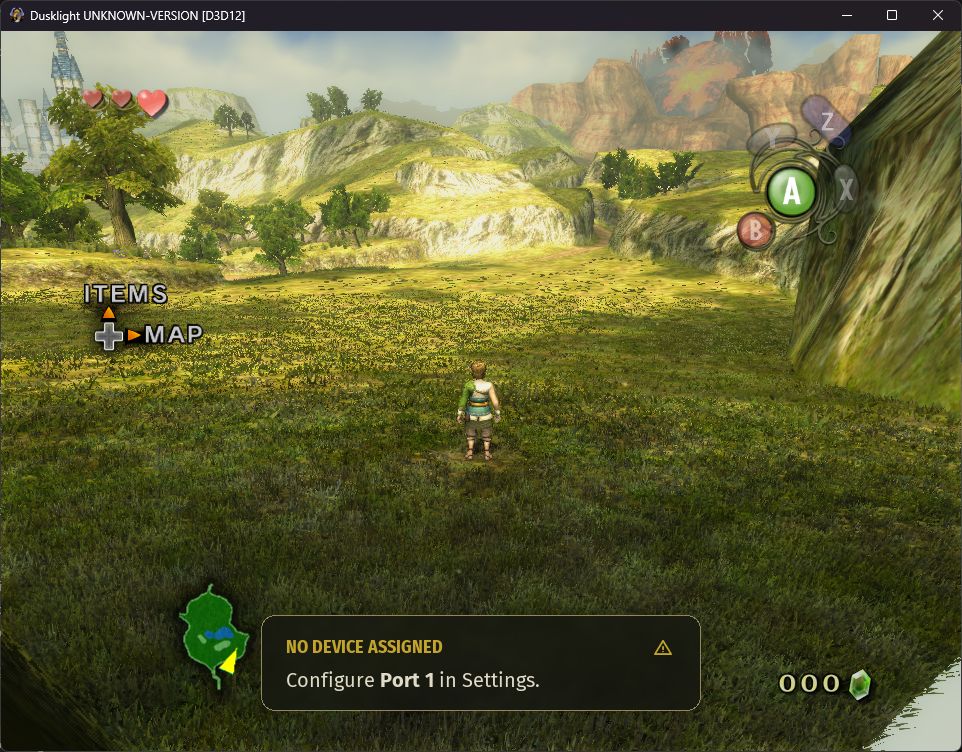 Dusklight UNKNOWN-VERSION [D3D12]
Z
Y
A
X
B
ITEMS
MAP
NO DEVICE ASSIGNED
Configure Port 1 in Settings.
000